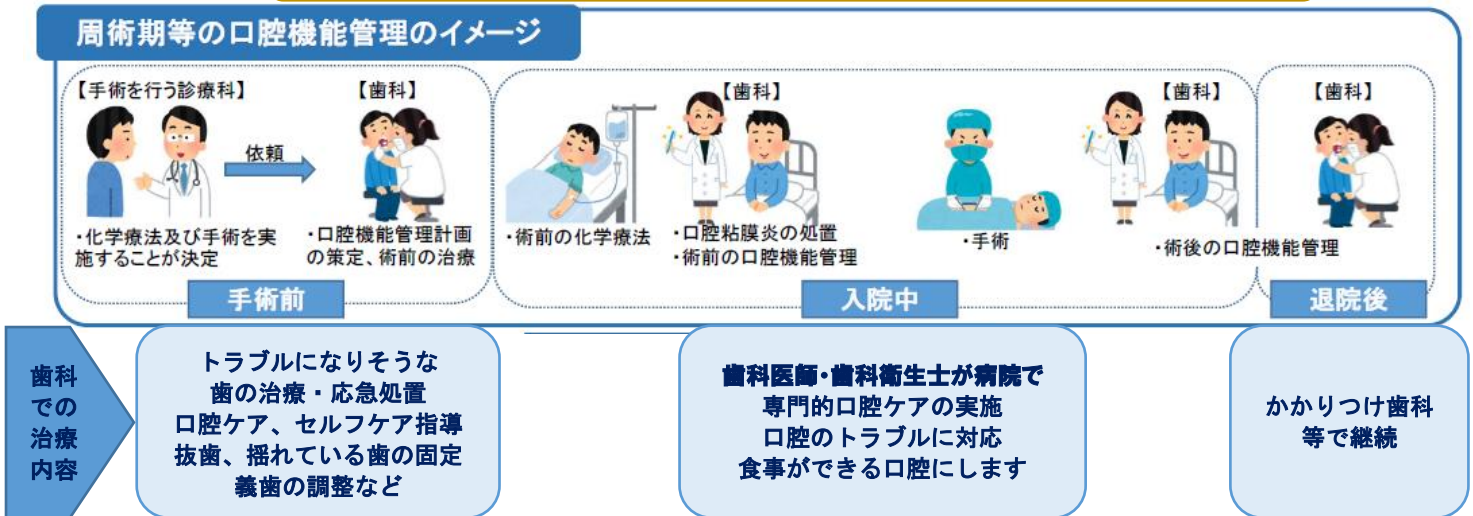 周術期等の口腔機能管理のイメージ
【手術を行う診療科】
依頼
・化学療法及び手術を実
施することが決定
【歯科】
・口腔機能管理計画
の策定、術前の治療
手術前
・術前の化学療法
【歯科】
・口腔粘膜炎の処置
・術前の口腔機能管理
・手術
【歯科】
・術後の口腔機能管理
入院中
【歯科】
退院後
歯科
での
治療
内容
トラブルになりそうな
歯の治療・応急処置
口腔ケア、セルフケア指導
抜歯、揺れている歯の固定
義歯の調整など
歯科医師・歯科衛生士が病院で
専門的口腔ケアの実施
口腔のトラブルに対応
食事ができる口腔にします
かかりつけ歯科
等で継続